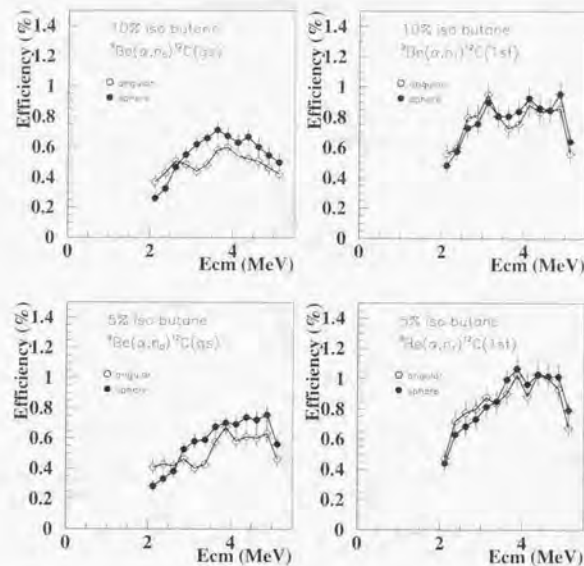 Efficiency (%)
1.4
1.2
1
0.8
0.6
0.4
0.2
0
10% iso butane
⁹Be(α,n₀)¹²C(gs)
angular
sphere
0
2
4
Ecm (MeV)
Efficiency (%)
1.4
1.2
1
0.8
0.6
0.4
0.2
0
10% iso butane
⁹Be(α,n₁)¹²C(1st)
angular
sphere
0
2
4
Ecm (MeV)
Efficiency (%)
1.4
1.2
1
0.8
0.6
0.4
0.2
0
5% iso butane
⁹Be(α,n₀)¹²C(gs)
angular
sphere
0
2
4
Ecm (MeV)
Efficiency (%)
1.4
1.2
1
0.8
0.6
0.4
0.2
0
5% iso butane
⁹Be(α,n₁)¹²C(1st)
angular
sphere
0
2
4
Ecm (MeV)